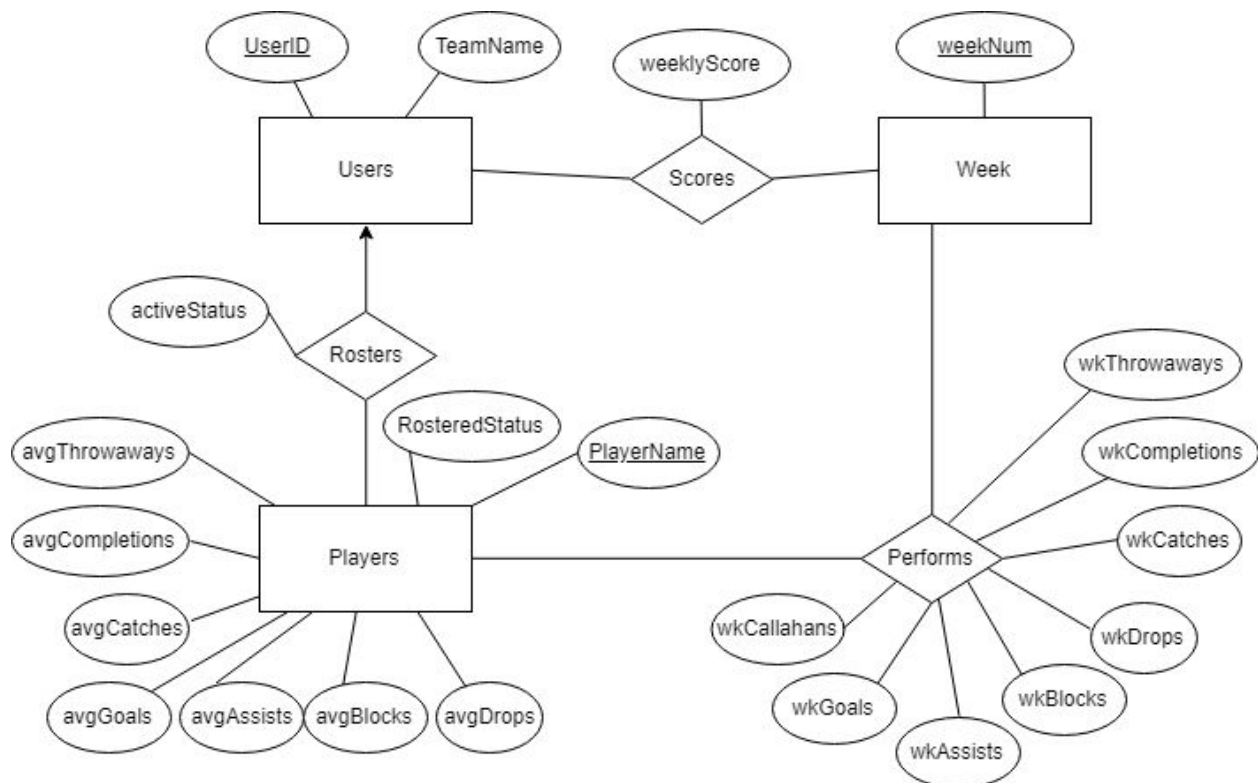 UserID
TeamName
weeklyScore
weekNum
Users
Scores
Week
activeStatus
Rosters
wkThrowaways
RosteredStatus
PlayerName
avgThrowaways
wkCompletions
avgCompletions
Players
Performs
wkCatches
avgCatches
wkCallahans
wkDrops
avgGoals
avgAssists
avgBlocks
avgDrops
wkGoals
wkBlocks
wkAssists